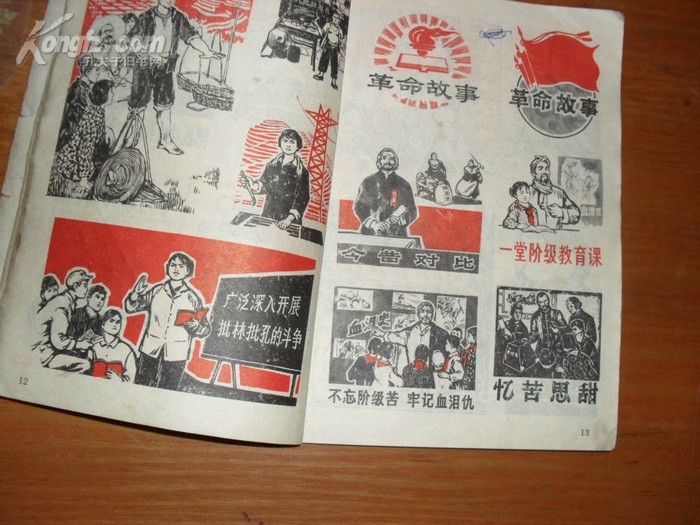 Kongfz.com
孔夫子旧书网
广泛深入开展
批林批孔的斗争
12
革命故事
革命故事
今昔对比
一堂阶级教育课
不忘阶级苦 牢记血泪仇
忆苦思甜
13